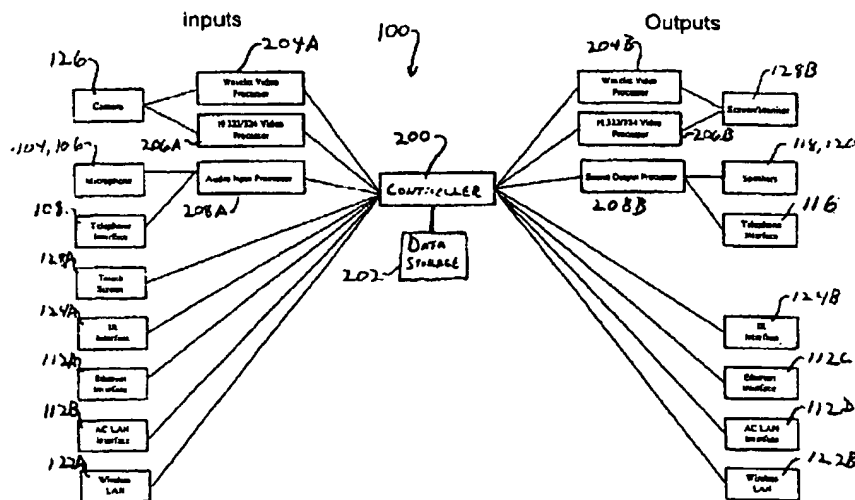 inputs
Outputs
100
126
204A
204B
128B
Camera
Wavelet Video
Processor
Wavelet Video
Processor
Screen/Monitor
H.323/324 Video
Processor
206A
H.323/324 Video
Processor
206B
200
104, 106
118, 120
Microphone
Audio Input Processor
CONTROLLER
Sound Output Processor
Speakers
208A
208B
108
116
Telephone
Interface
Telephone
Interface
202
DATA
STORAGE
128A
Touch
Screen
124A
124B
IR
Interface
IR
Interface
112A
112C
Ethernet
Interface
Ethernet
Interface
112B
112D
AC LAN
Interface
AC LAN
Interface
122A
122B
Wireless
LAN
Wireless
LAN